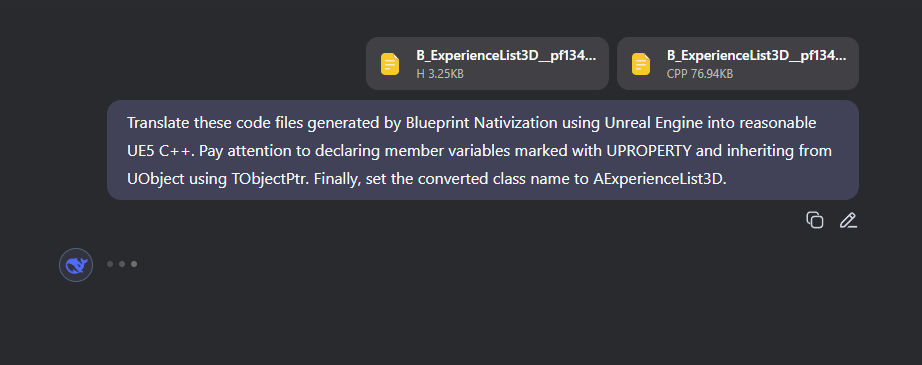 B_ExperienceList3D__pf134... B_ExperienceList3D__pf134...
H 3.25KB CPP 76.94KB
Translate these code files generated by Blueprint Nativization using Unreal Engine into reasonable
UE5 C++. Pay attention to declaring member variables marked with UPROPERTY and inheriting from
UObject using TObjectPtr. Finally, set the converted class name to AExperienceList3D.